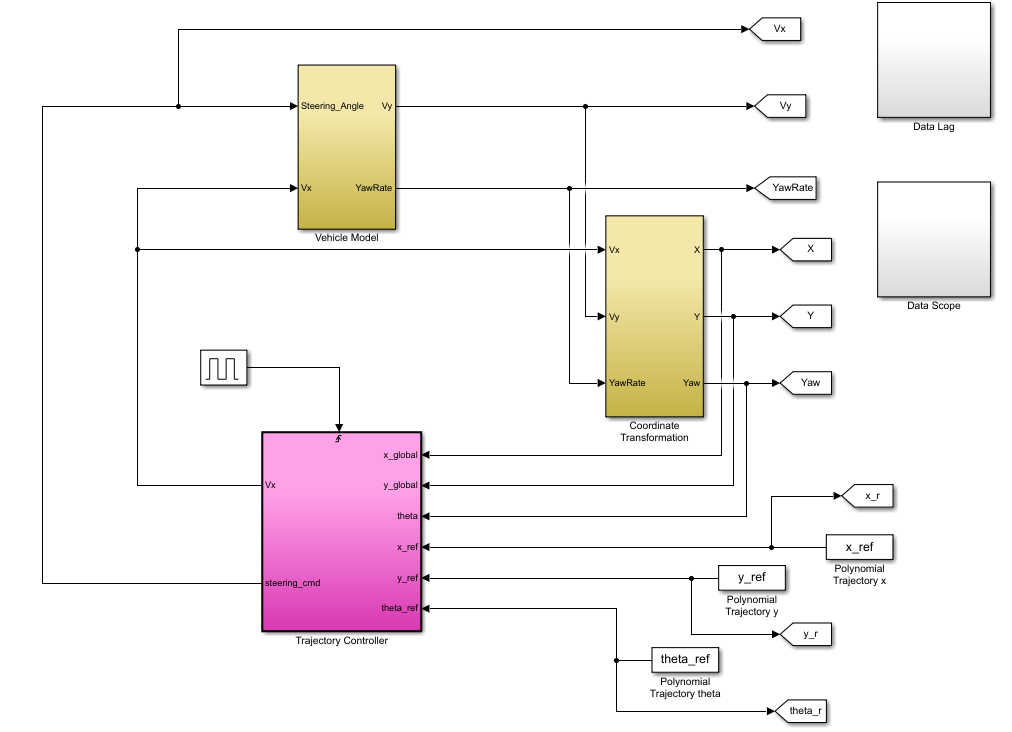 Vx
Steering_Angle
Vy
Vy
Data Lag
Vx
YawRate
YawRate
Vehicle Model
Vx
X
X
Vy
Y
Y
Data Scope
YawRate
Yaw
Yaw
Coordinate
Transformation
x_global
Vx
y_global
theta
x_r
x_ref
x_ref
Polynomial
Trajectory x
steering_cmd
y_ref
y_ref
Polynomial
Trajectory y
theta_ref
Trajectory Controller
y_r
theta_ref
Polynomial
Trajectory theta
theta_r